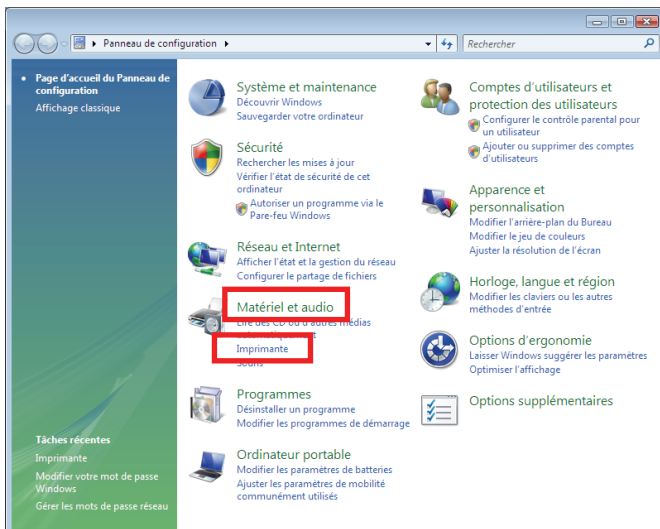 Panneau de configuration
Rechercher
Page d'accueil du Panneau de
configuration
Affichage classique
Système et maintenance
Découvrir Windows
Sauvegarder votre ordinateur
Sécurité
Rechercher les mises à jour
Vérifier l'état de sécurité de cet
ordinateur
Autoriser un programme via le
Pare-feu Windows
Réseau et Internet
Afficher l'état et la gestion du réseau
Configurer le partage de fichiers
Matériel et audio
Lire des CD ou d'autres médias
automatiquement
Imprimante
Souris
Programmes
Désinstaller un programme
Modifier les programmes de démarrage
Ordinateur portable
Modifier les paramètres de batteries
Ajuster les paramètres de mobilité
communément utilisés
Comptes d'utilisateurs et
protection des utilisateurs
Configurer le contrôle parental pour
un utilisateur
Ajouter ou supprimer des comptes
d'utilisateurs
Apparence et
personnalisation
Modifier l'arrière-plan du Bureau
Modifier le jeu de couleurs
Ajuster la résolution de l'écran
Horloge, langue et région
Modifier les claviers ou les autres
méthodes d'entrée
Options d'ergonomie
Laisser Windows suggérer les paramètres
Optimiser l'affichage
Options supplémentaires
Tâches récentes
Imprimante
Modifier votre mot de passe
Windows
Gérer les mots de passe réseau